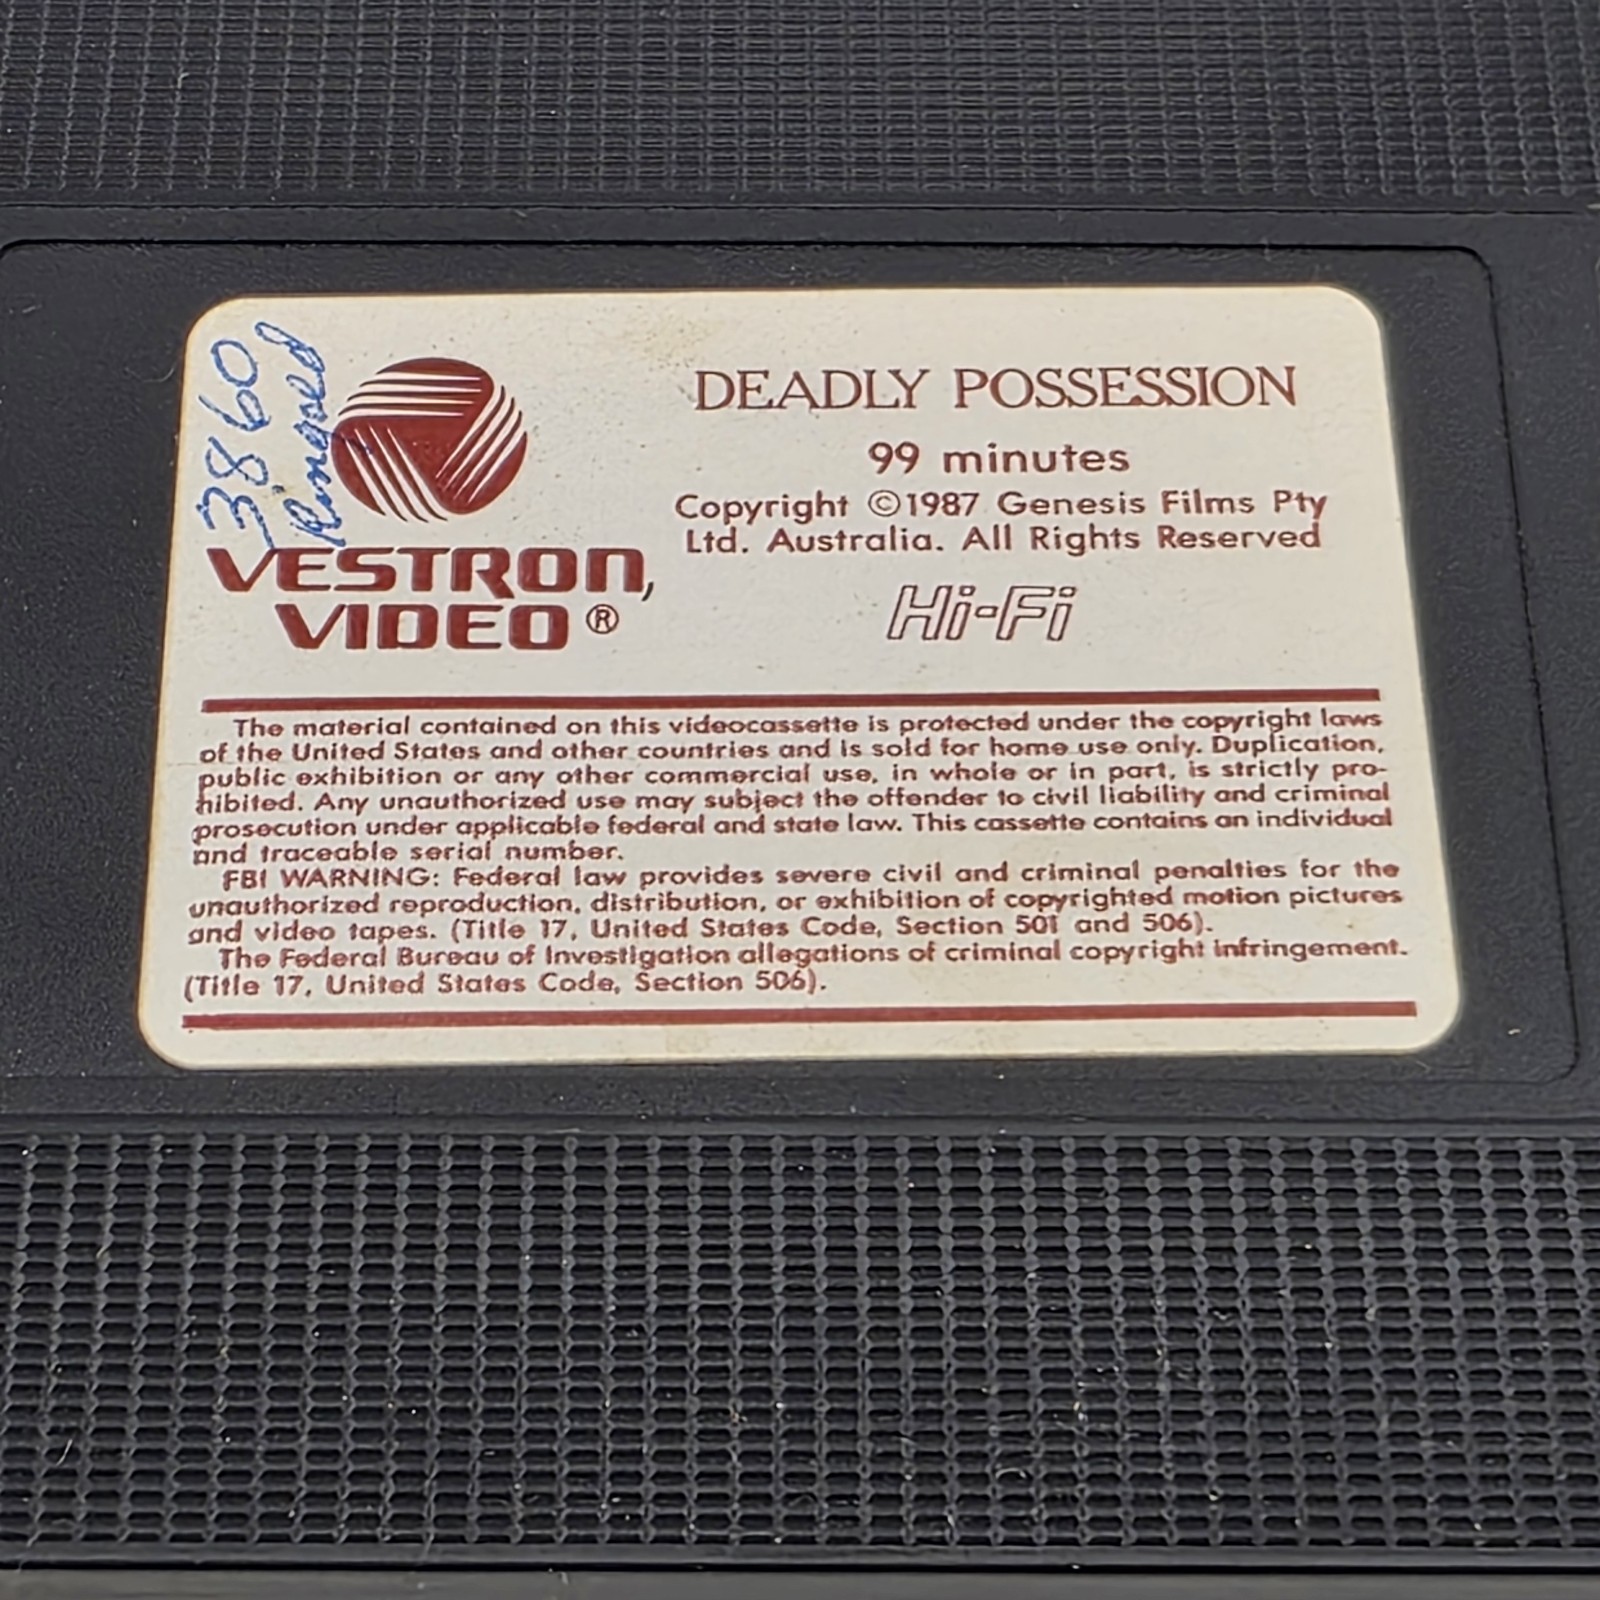 3860
VESTRON
VIDEO®
DEADLY POSSESSION
99 minutes
Copyright ©1987 Genesis Films Pty
Ltd. Australia. All Rights Reserved
Hi-Fi
The material contained on this videocassette is protected under the copyright laws
of the United States and other countries and is sold for home use only. Duplication,
public exhibition or any other commercial use, in whole or in part, is strictly pro-
hibited. Any unauthorized use may subject the offender to civil liability and criminal
prosecution under applicable federal and state law. This cassette contains an individual
and traceable serial number.
FBI WARNING: Federal law provides severe civil and criminal penalties for the
unauthorized reproduction, distribution, or exhibition of copyrighted motion pictures
and video tapes. (Title 17, United States Code, Section 501 and 506).
The Federal Bureau of Investigation allegations of criminal copyright infringement.
(Title 17, United States Code, Section 506).